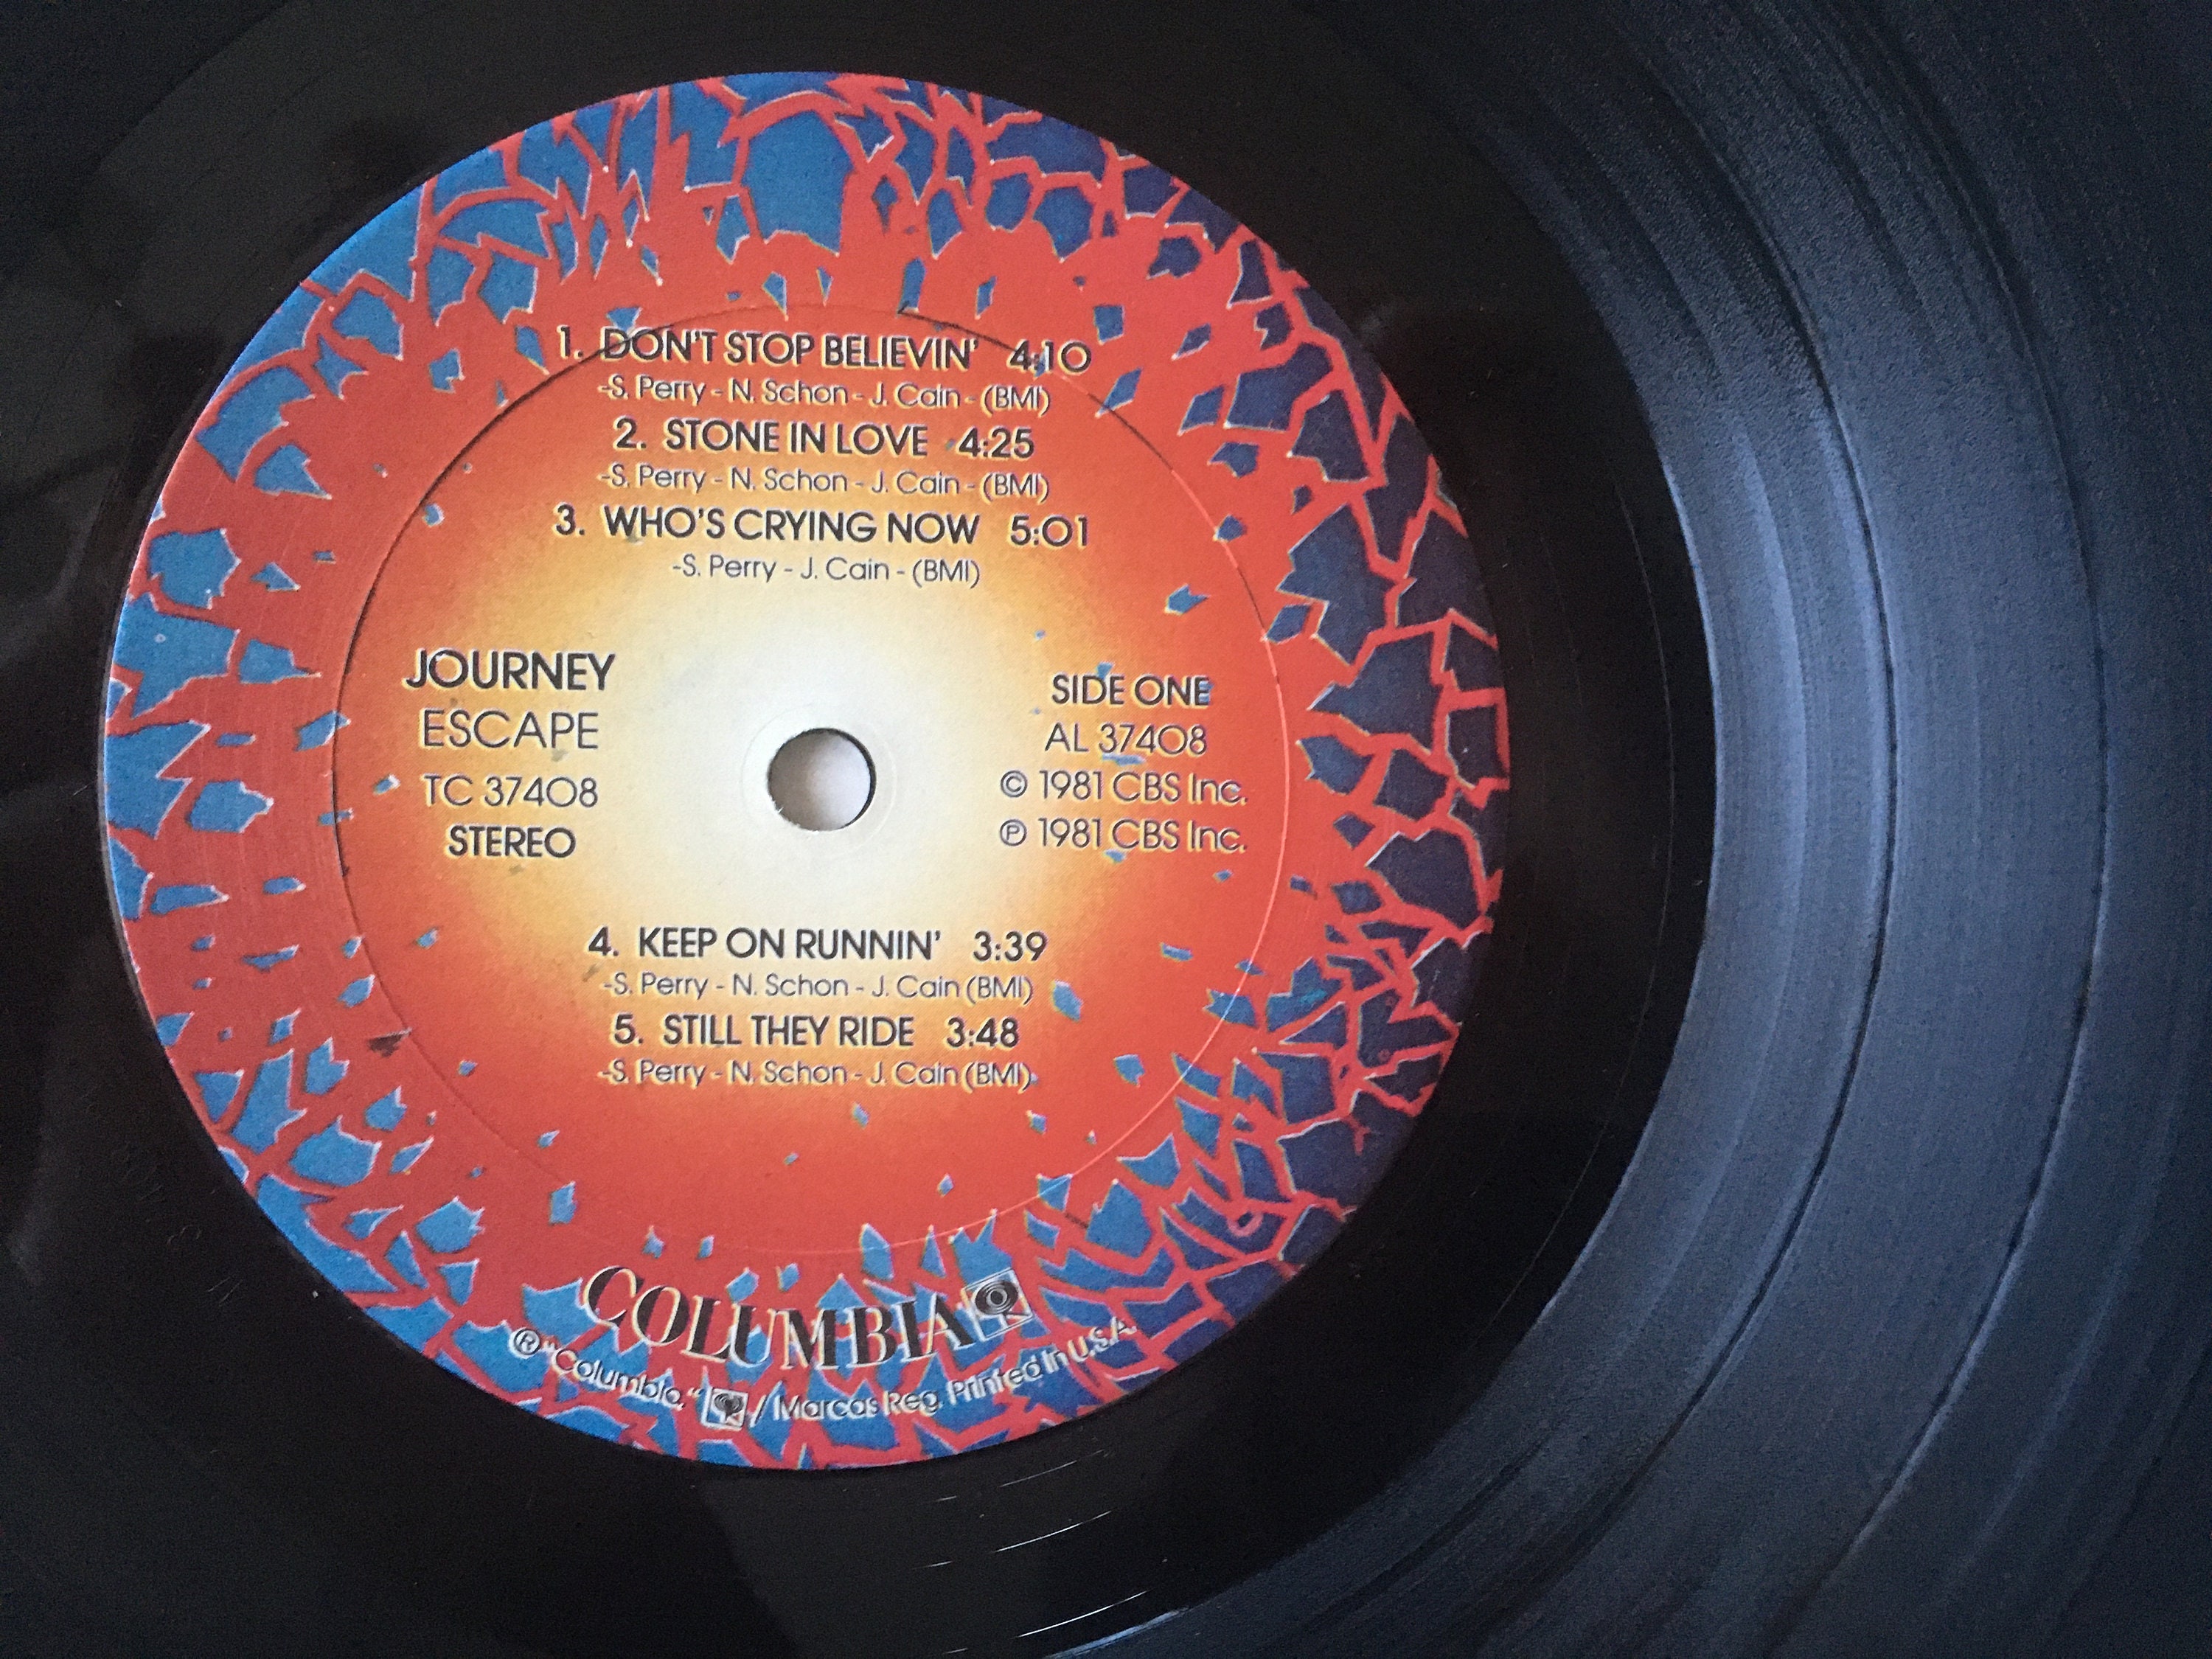 1. DON'T STOP BELIEVIN' 4:10
-S. Perry - N. Schon - J. Cain - (BMI)
2. STONE IN LOVE 4:25
-S. Perry - N. Schon - J. Cain - (BMI)
3. WHO'S CRYING NOW 5:01
-S. Perry - J. Cain - (BMI)
JOURNEY
ESCAPE
TC 37408
STEREO
SIDE ONE
AL 37408
© 1981 CBS Inc.
℗ 1981 CBS Inc.
4. KEEP ON RUNNIN' 3:39
-S. Perry - N. Schon - J. Cain (BMI)
5. STILL THEY RIDE 3:48
-S. Perry - N. Schon - J. Cain (BMI)
COLUMBIA
® "Columbia," / Marcas Reg. Printed In U.S.A.